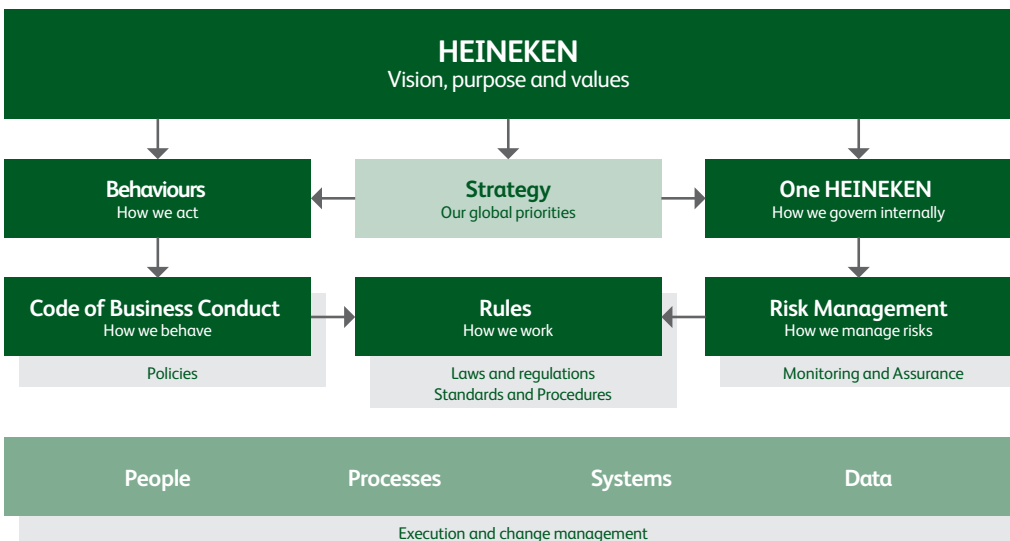 HEINEKEN
Vision, purpose and values
Behaviours
How we act
Strategy
Our global priorities
One HEINEKEN
How we govern internally
Code of Business Conduct
How we behave
Rules
How we work
Risk Management
How we manage risks
Policies
Laws and regulations
Standards and Procedures
Monitoring and Assurance
People
Processes
Systems
Data
Execution and change management